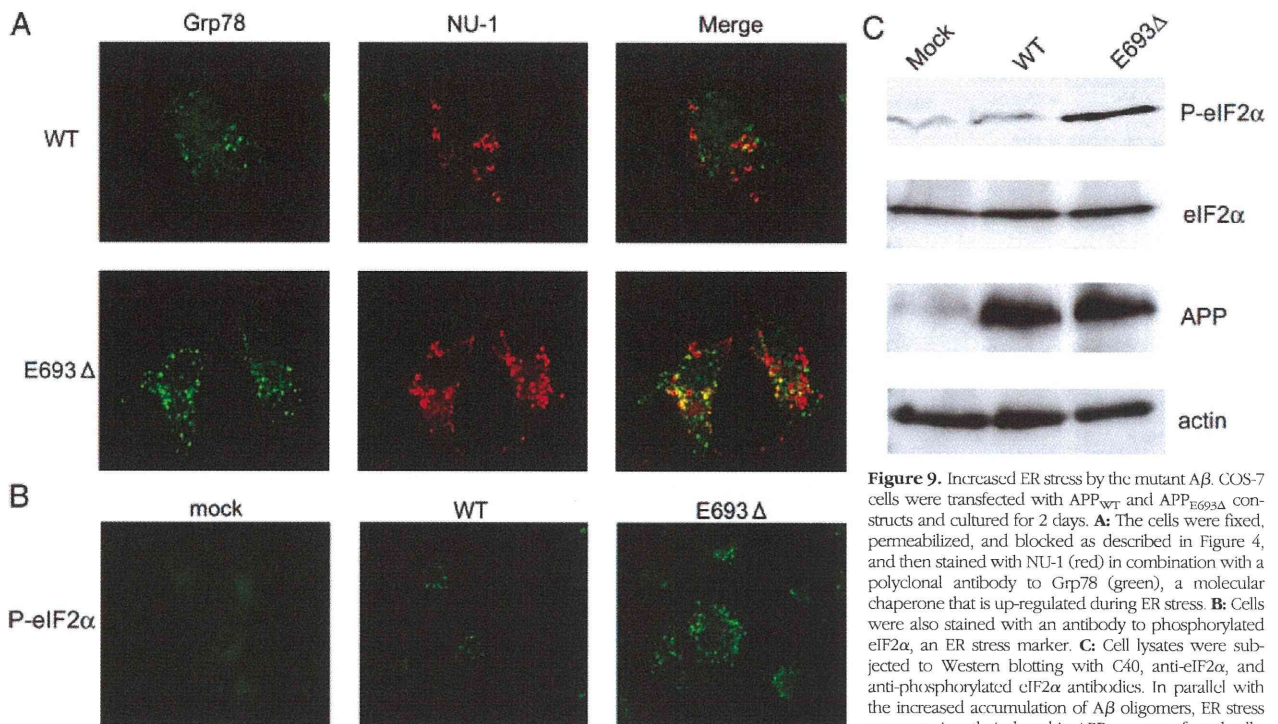 A
Grp78
NU-1
Merge
WT
E693 Δ
B
mock
WT
E693 Δ
P-eIF2α
C
Mock
WT
E693Δ
P-eIF2α
eIF2α
APP
actin
Figure 9. Increased ER stress by the mutant Aβ. COS-7
cells were transfected with APPWT and APPE693Δ con-
structs and cultured for 2 days. A: The cells were fixed,
permeabilized, and blocked as described in Figure 4,
and then stained with NU-1 (red) in combination with a
polyclonal antibody to Grp78 (green), a molecular
chaperone that is up-regulated during ER stress. B: Cells
were also stained with an antibody to phosphorylated
eIF2α, an ER stress marker. C: Cell lysates were sub-
jected to Western blotting with C40, anti-eIF2α, and
anti-phosphorylated eIF2α antibodies. In parallel with
the increased accumulation of Aβ oligomers, ER stress